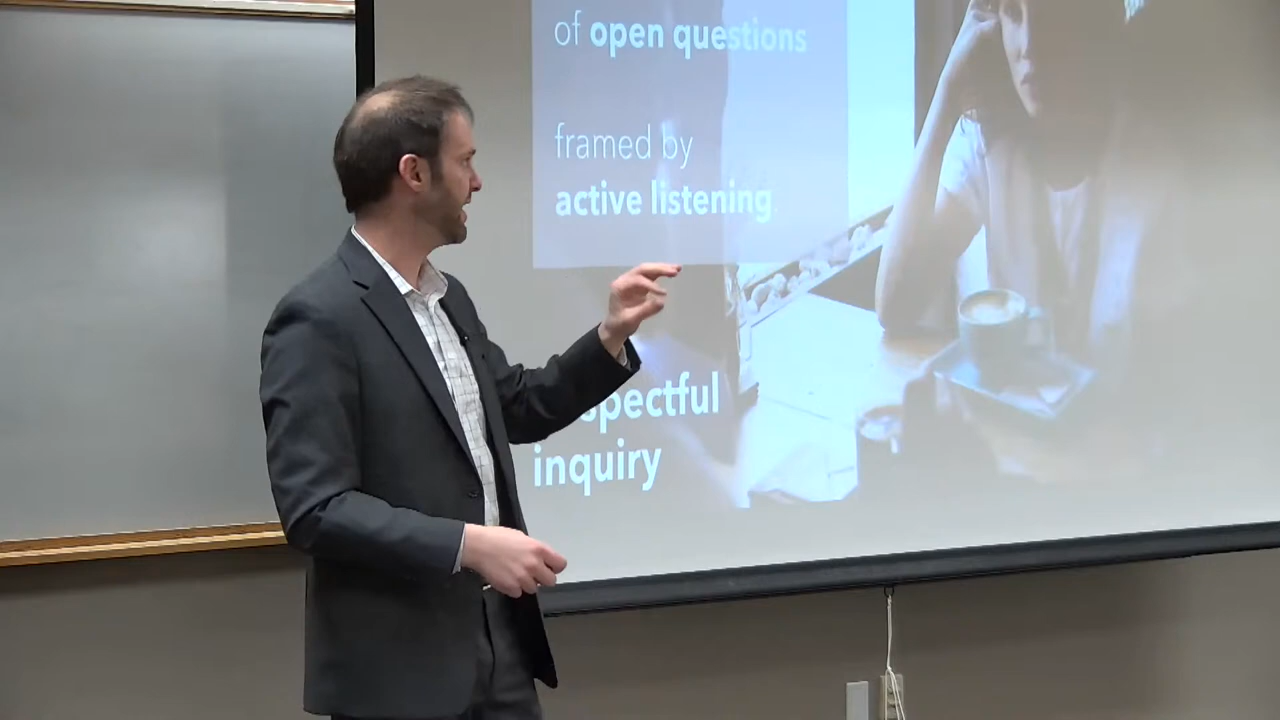 of open questions
framed by
active listening
spectful
inquiry